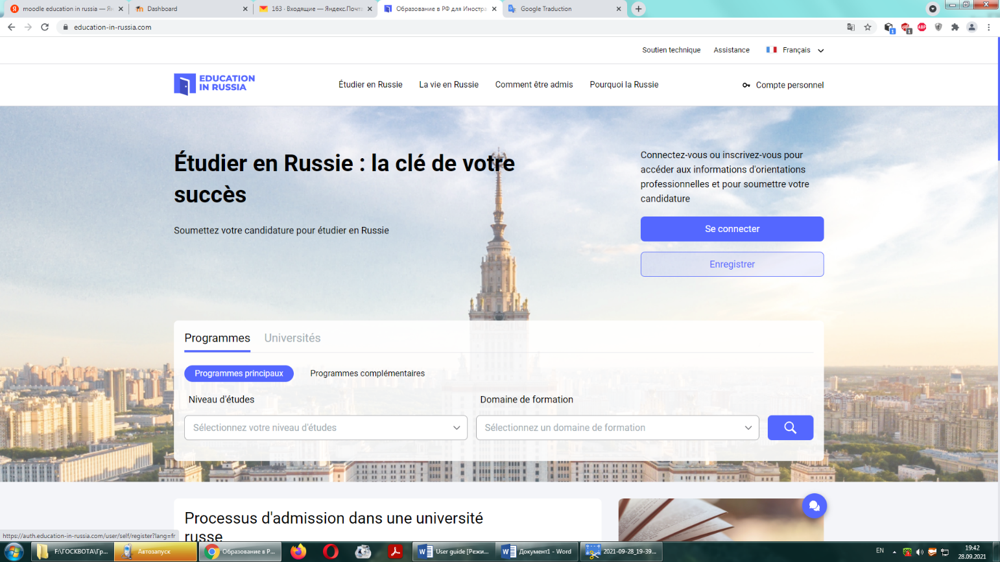 moodle education in russia — Ян
Dashboard
163 · Входящие — Яндекс.Почта
Образование в РФ для Иностра
Google Traduction
education-in-russia.com
1
1
ABP
Soutien technique
Assistance
Français
EDUCATION
IN RUSSIA
Étudier en Russie
La vie en Russie
Comment être admis
Pourquoi la Russie
Compte personnel
Étudier en Russie : la clé de votre
succès
Soumettez votre candidature pour étudier en Russie
Connectez-vous ou inscrivez-vous pour
accéder aux informations d'orientations
professionnelles et pour soumettre votre
candidature
Se connecter
Enregistrer
Programmes
Universités
Programmes principaux
Programmes complémentaires
Niveau d'études
Domaine de formation
Sélectionnez votre niveau d'études
Sélectionnez un domaine de formation
Processus d'admission dans une université
russe
https://auth.education-in-russia.com/user/self/register?lang=fr
F:\ГОСКВОТА\Гр...
Автозапуск
Образование в Р...
User guide [Режи...
Документ1 - Word
2021-09-28_19-39...
EN
19:42
28.09.2021